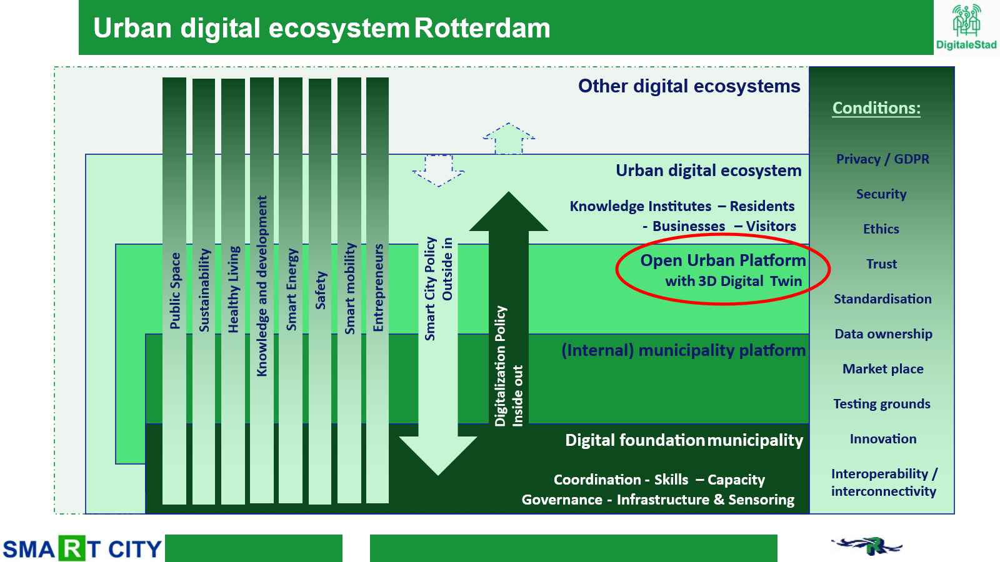 Urban digital ecosystem Rotterdam
DigitaleStad
Other digital ecosystems
Conditions:
Urban digital ecosystem
Knowledge Institutes – Residents
- Businesses – Visitors
Open Urban Platform
with 3D Digital Twin
(Internal) municipality platform
Digital foundation municipality
Coordination - Skills – Capacity
Governance - Infrastructure & Sensoring
Public Space
Sustainability
Healthy Living
Knowledge and development
Smart Energy
Safety
Smart mobility
Entrepreneurs
Smart City Policy
Outside in
Digitalization Policy
Inside out
Privacy / GDPR
Security
Ethics
Trust
Standardisation
Data ownership
Market place
Testing grounds
Innovation
Interoperability /
interconnectivity
SMART CITY
R